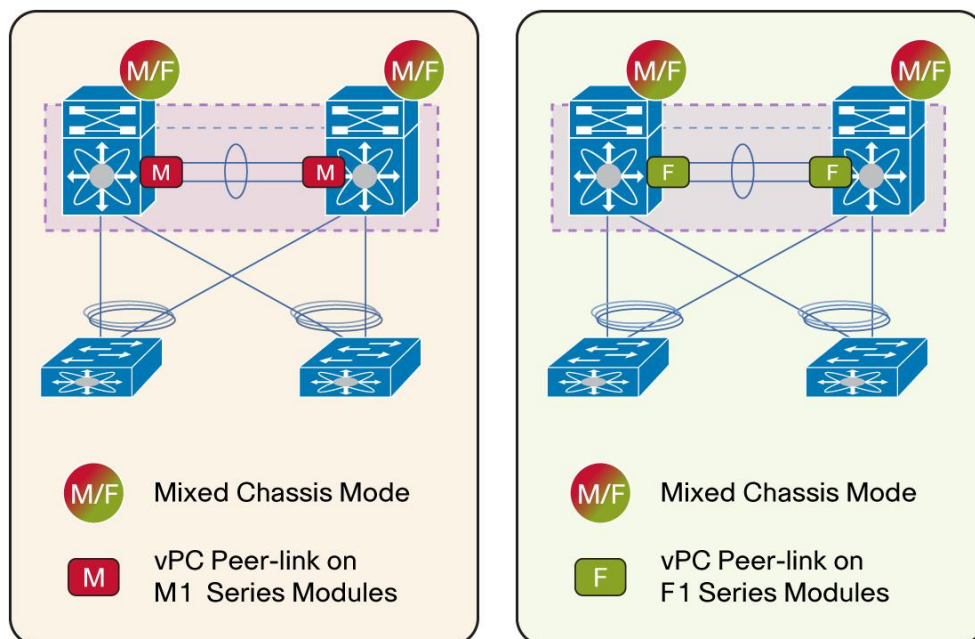 M/F
M/F
M
M
M/F
Mixed Chassis Mode
M
vPC Peer-link on
M1 Series Modules
M/F
M/F
F
F
M/F
Mixed Chassis Mode
F
vPC Peer-link on
F1 Series Modules